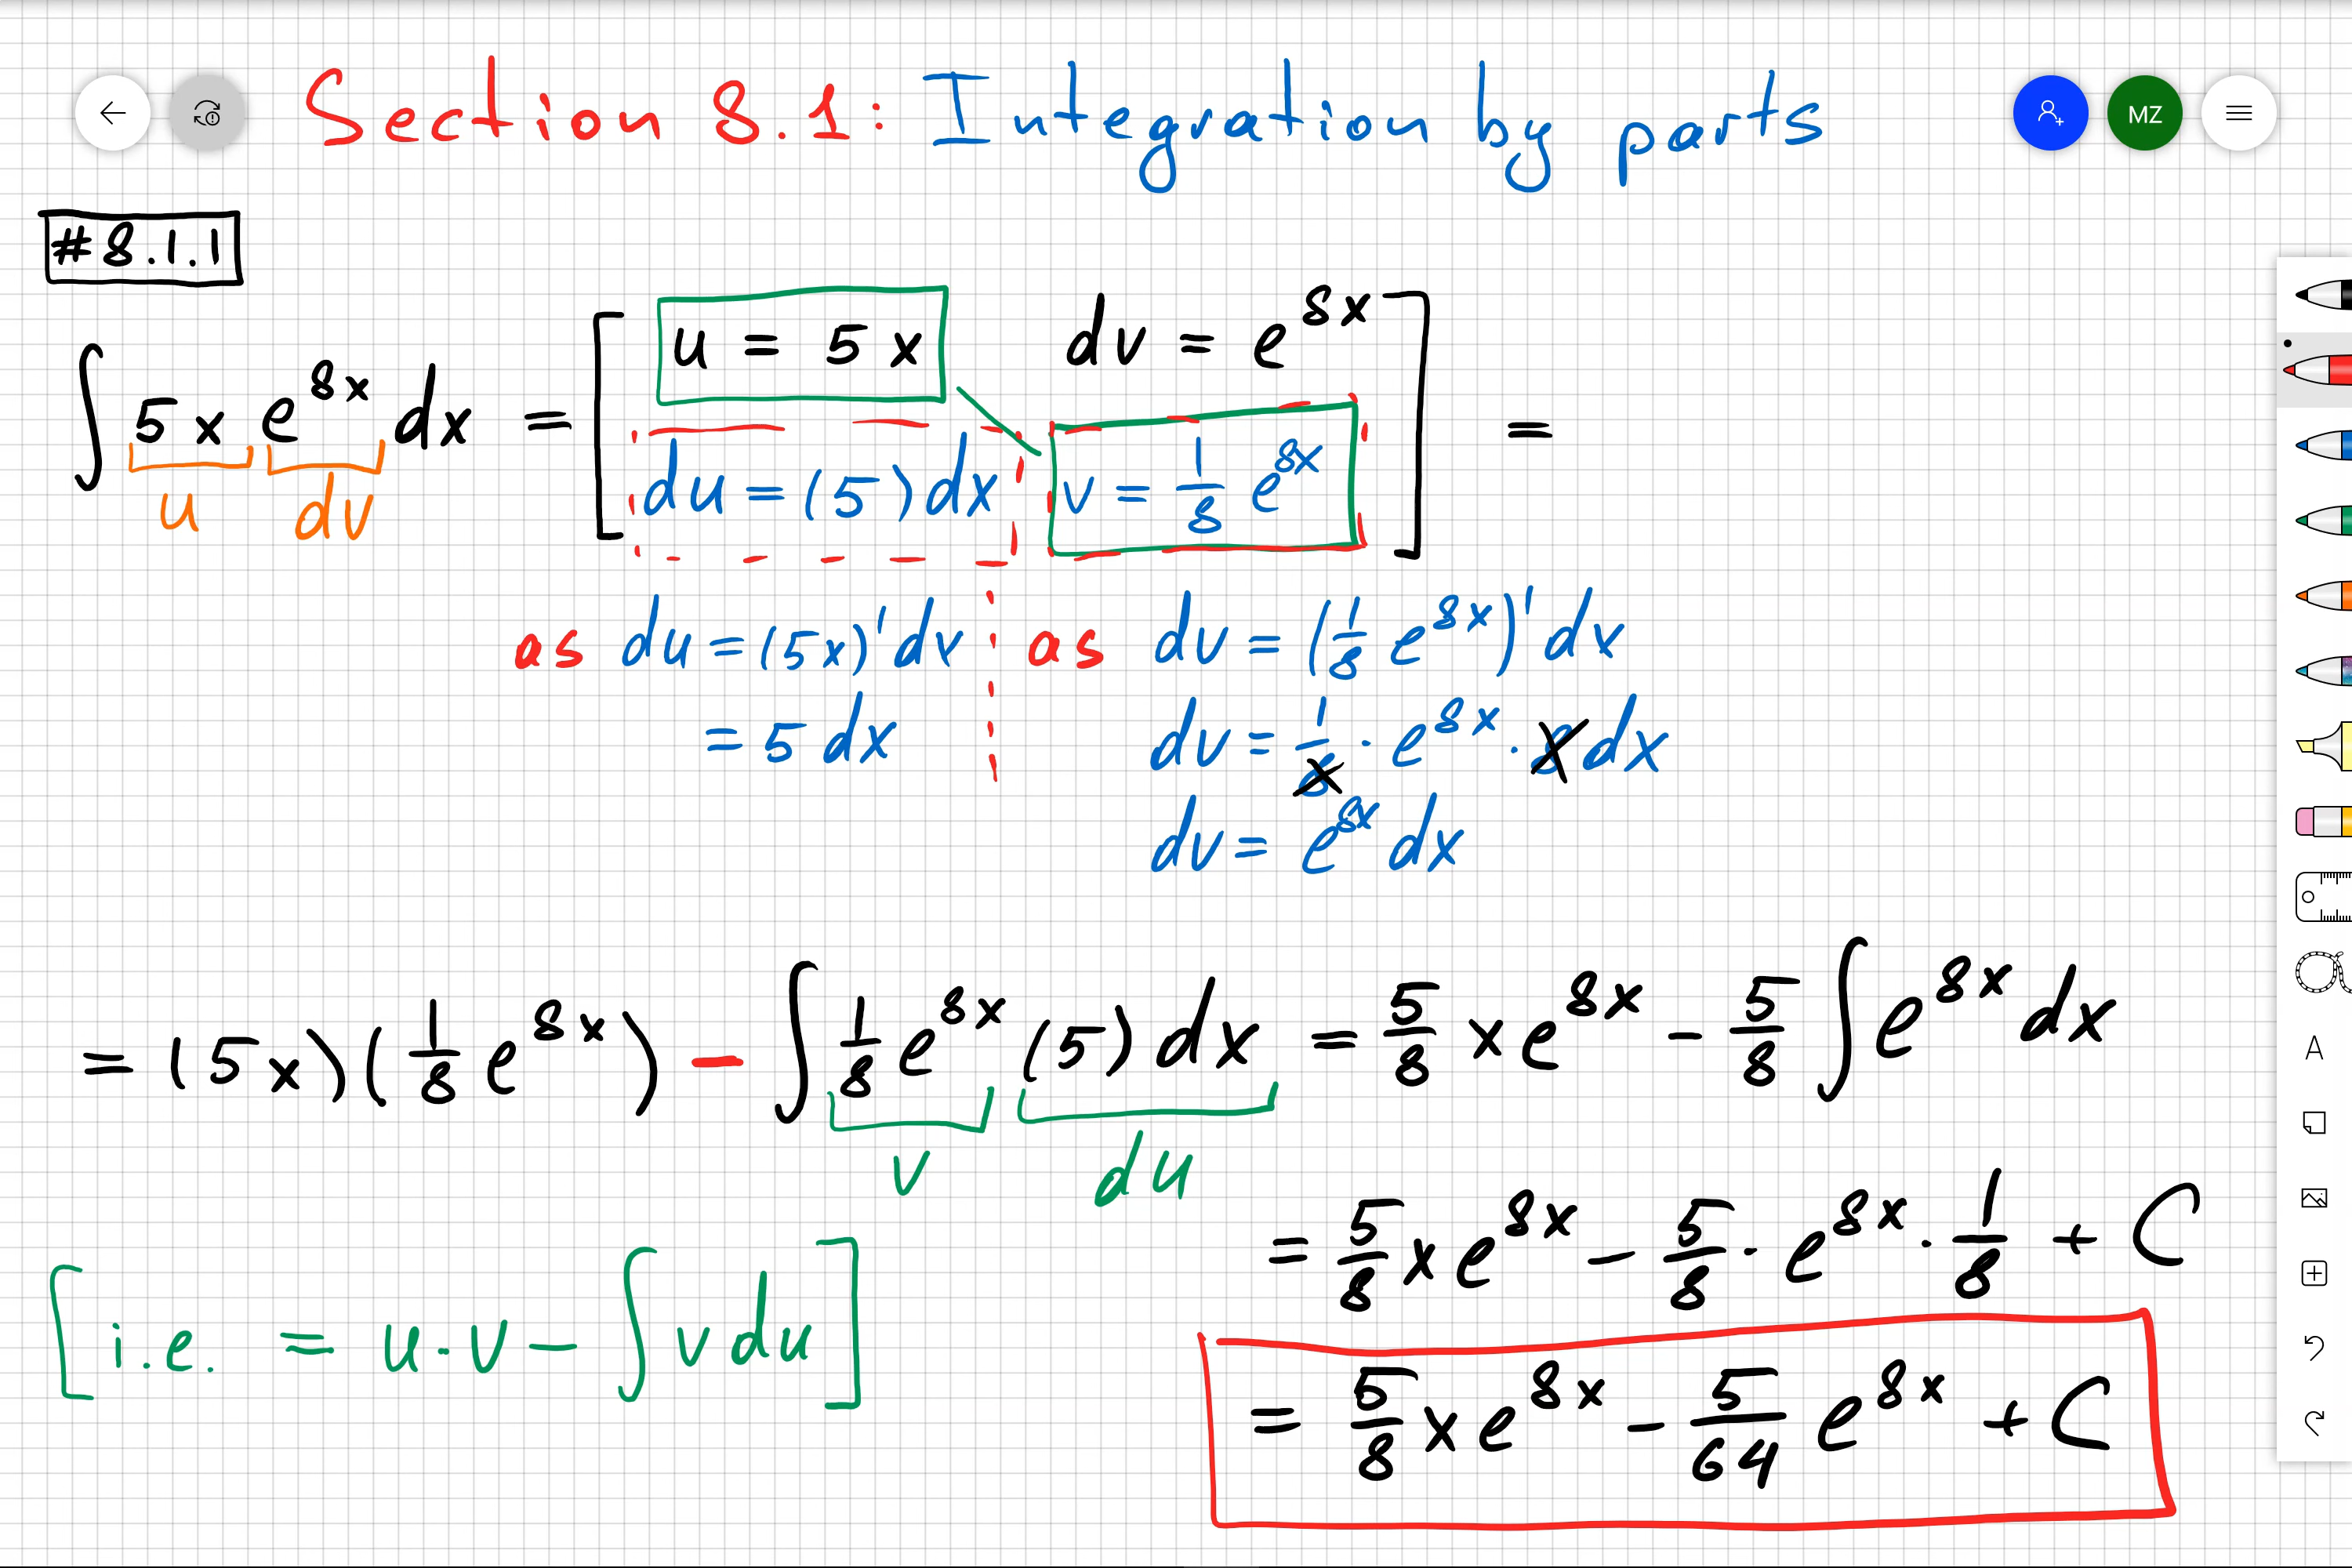 Section 8.1: Integration by parts
MZ
#8.1.1
∫ 5x e^{8x} dx = [ u = 5x dv = e^{8x}
du = (5) dx v = 1/8 e^{8x} ] =
u dv
as du = (5x)' dv as dv = (1/8 e^{8x})' dx
= 5 dx dv = 1/8 · e^{8x} · 8 dx
dv = e^{8x} dx
= (5x)(1/8 e^{8x}) - ∫ 1/8 e^{8x} (5) dx = 5/8 x e^{8x} - 5/8 ∫ e^{8x} dx
v du
= 5/8 x e^{8x} - 5/8 · e^{8x} · 1/8 + C
[i.e. = u·v - ∫ v du]
= 5/8 x e^{8x} - 5/64 e^{8x} + C
A